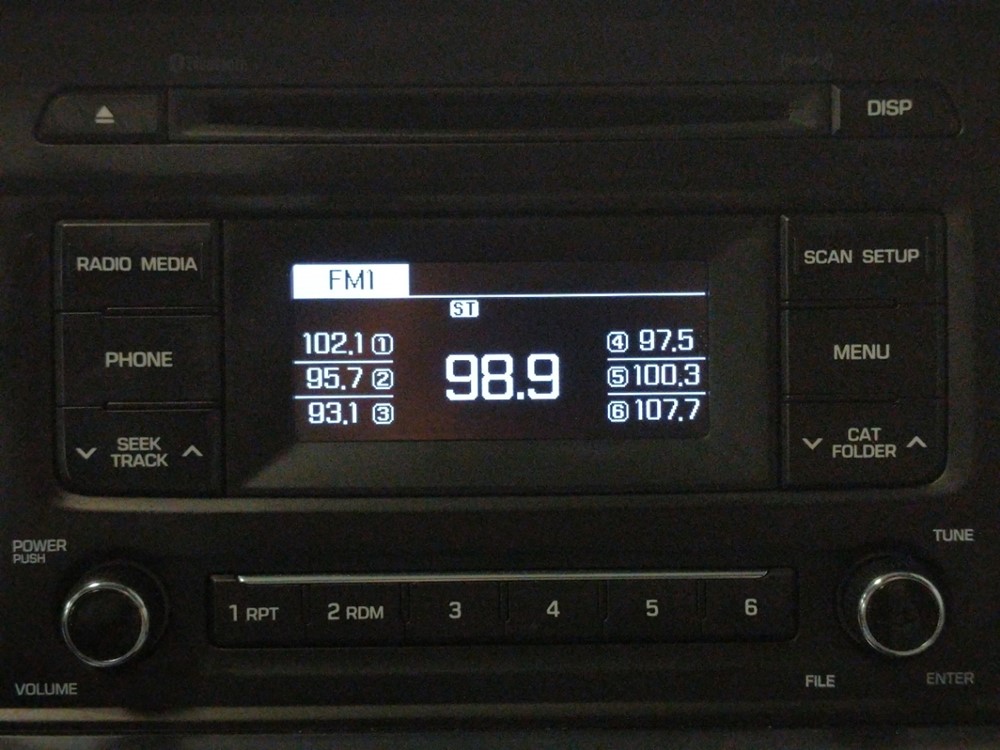 DISP
RADIO MEDIA
SCAN SETUP
FM1
ST
102.1 1
4 97.5
PHONE
95.7 2
98.9
5 100.3
MENU
93.1 3
6 107.7
SEEK
TRACK
CAT
FOLDER
POWER
PUSH
TUNE
1 RPT
2 RDM
3
4
5
6
VOLUME
FILE
ENTER